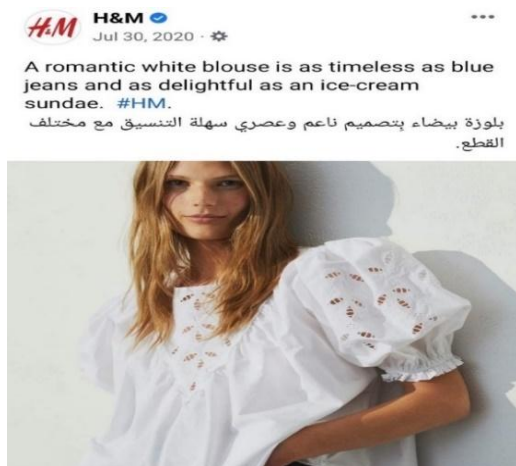 H&M
H&M
Jul 30, 2020 ·
A romantic white blouse is as timeless as blue
jeans and as delightful as an ice-cream
sundae. #HM.
بلوزة بيضاء بِتصميم ناعم وعصري سهلة التنسيق مع مختلف
القطع.